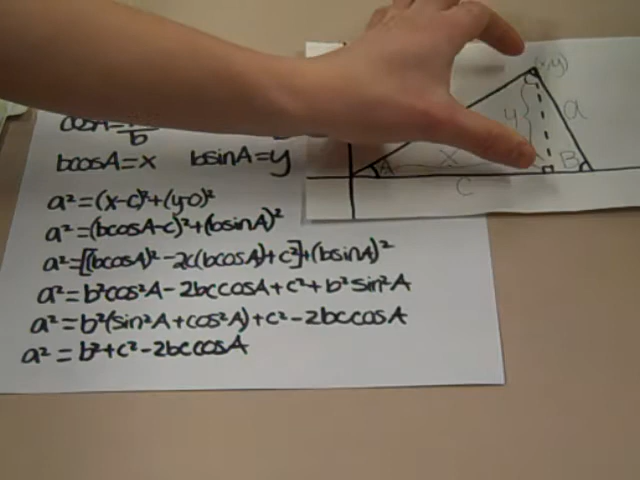 cosA=x/b
bcosA=x bsinA=y
a²=(x-c)²+(y-0)²
a²=(bcosA-c)²+(bsinA)²
a²=[(bcosA)²-2c(bcosA)+c²]+(bsinA)²
a²=b²cos²A-2bccosA+c²+b²sin²A
a²=b²(sin²A+cos²A)+c²-2bccosA
a²=b²+c²-2bccosA
y a
A x B
c